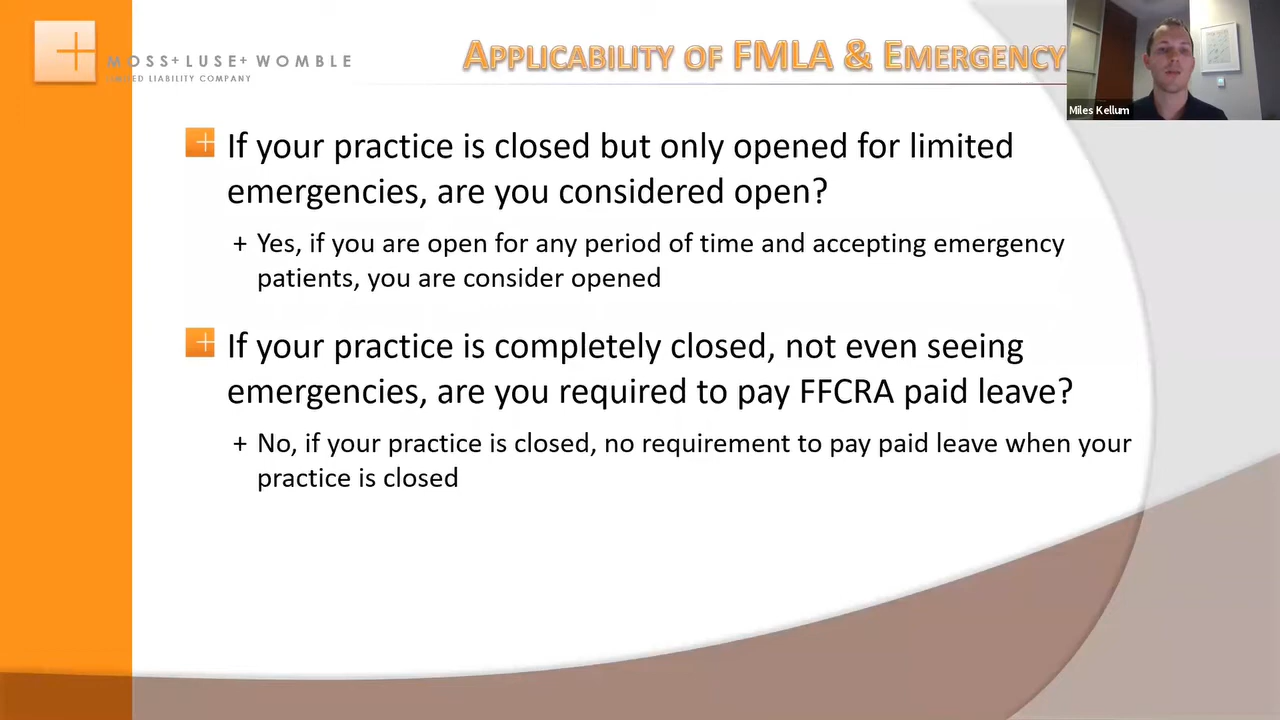 MOSS+LUSE+WOMBLE
LIMITED LIABILITY COMPANY
APPLICABILITY OF FMLA & EMERGENCY
Miles Kellum
If your practice is closed but only opened for limited
emergencies, are you considered open?
+ Yes, if you are open for any period of time and accepting emergency
patients, you are consider opened
If your practice is completely closed, not even seeing
emergencies, are you required to pay FFCRA paid leave?
+ No, if your practice is closed, no requirement to pay paid leave when your
practice is closed